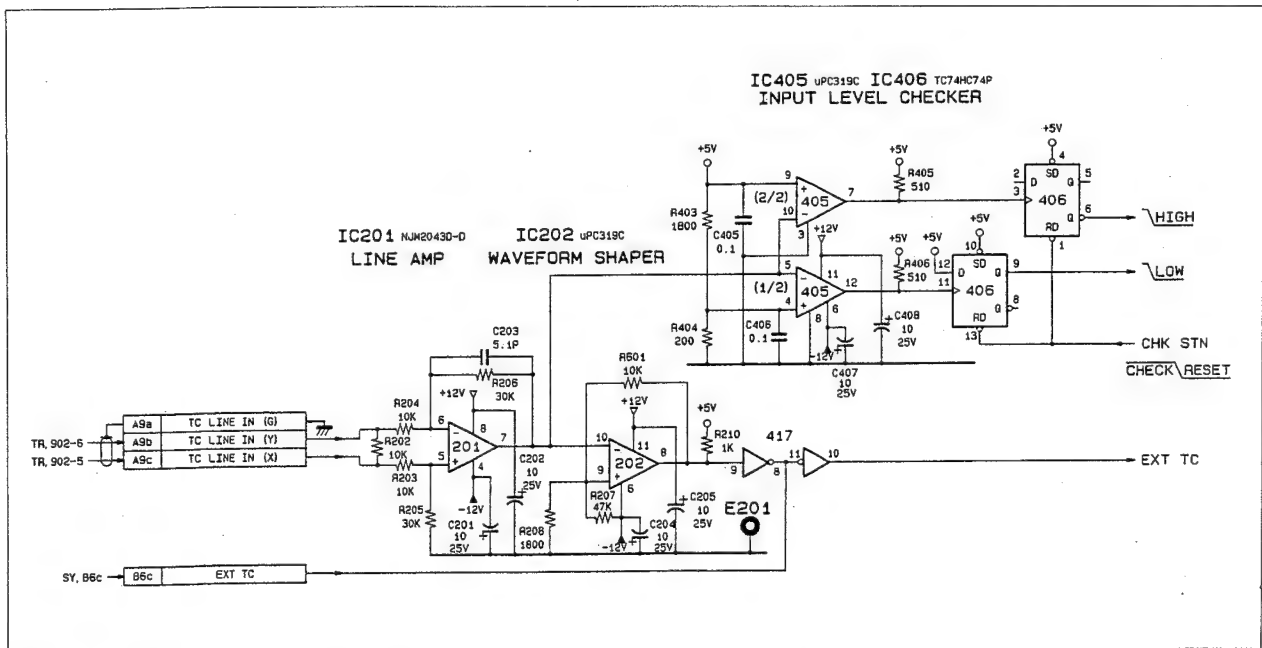 IC405 uPC319C IC406 TC74HC74P
INPUT LEVEL CHECKER
+5V
4
+5V
+5V
2 D SD Q 5
9
R405
510
3
406
(2/2)
+
405
7
Q 6
HIGH
10
-
RD
R403
1800
C405
0.1
3
+12V
1
+5V
+5V
10
IC201 NJM2043D-D
LINE AMP
IC202 uPC319C
WAVEFORM SHAPER
R406
510
12 D SD Q 9
LOW
5
-
11
11
(1/2)
405
12
406
Q 8
4
+
8
6
RD
R404
200
C406
0.1
-12V
C408
10
25V
13
CHK STN
C407
10
25V
CHECK\RESET
C203
5.1P
R206
30K
R601
10K
+12V
+12V
+5V
R204
10K
A9a TC LINE IN (G)
6
-
8
10
-
11
R210
1K
417
TR, 902-6 A9b TC LINE IN (Y)
R202
10K
201
7
202
8
9
8
11
10
EXT TC
TR, 902-5 A9c TC LINE IN (X)
5
+
4
C202
10
25V
9
+
6
R203
10K
R207
47K
C205
10
25V
E201
-12V
R205
30K
C201
10
25V
R208
1800
-12V
C204
10
25V
SY, B6c B6c EXT TC